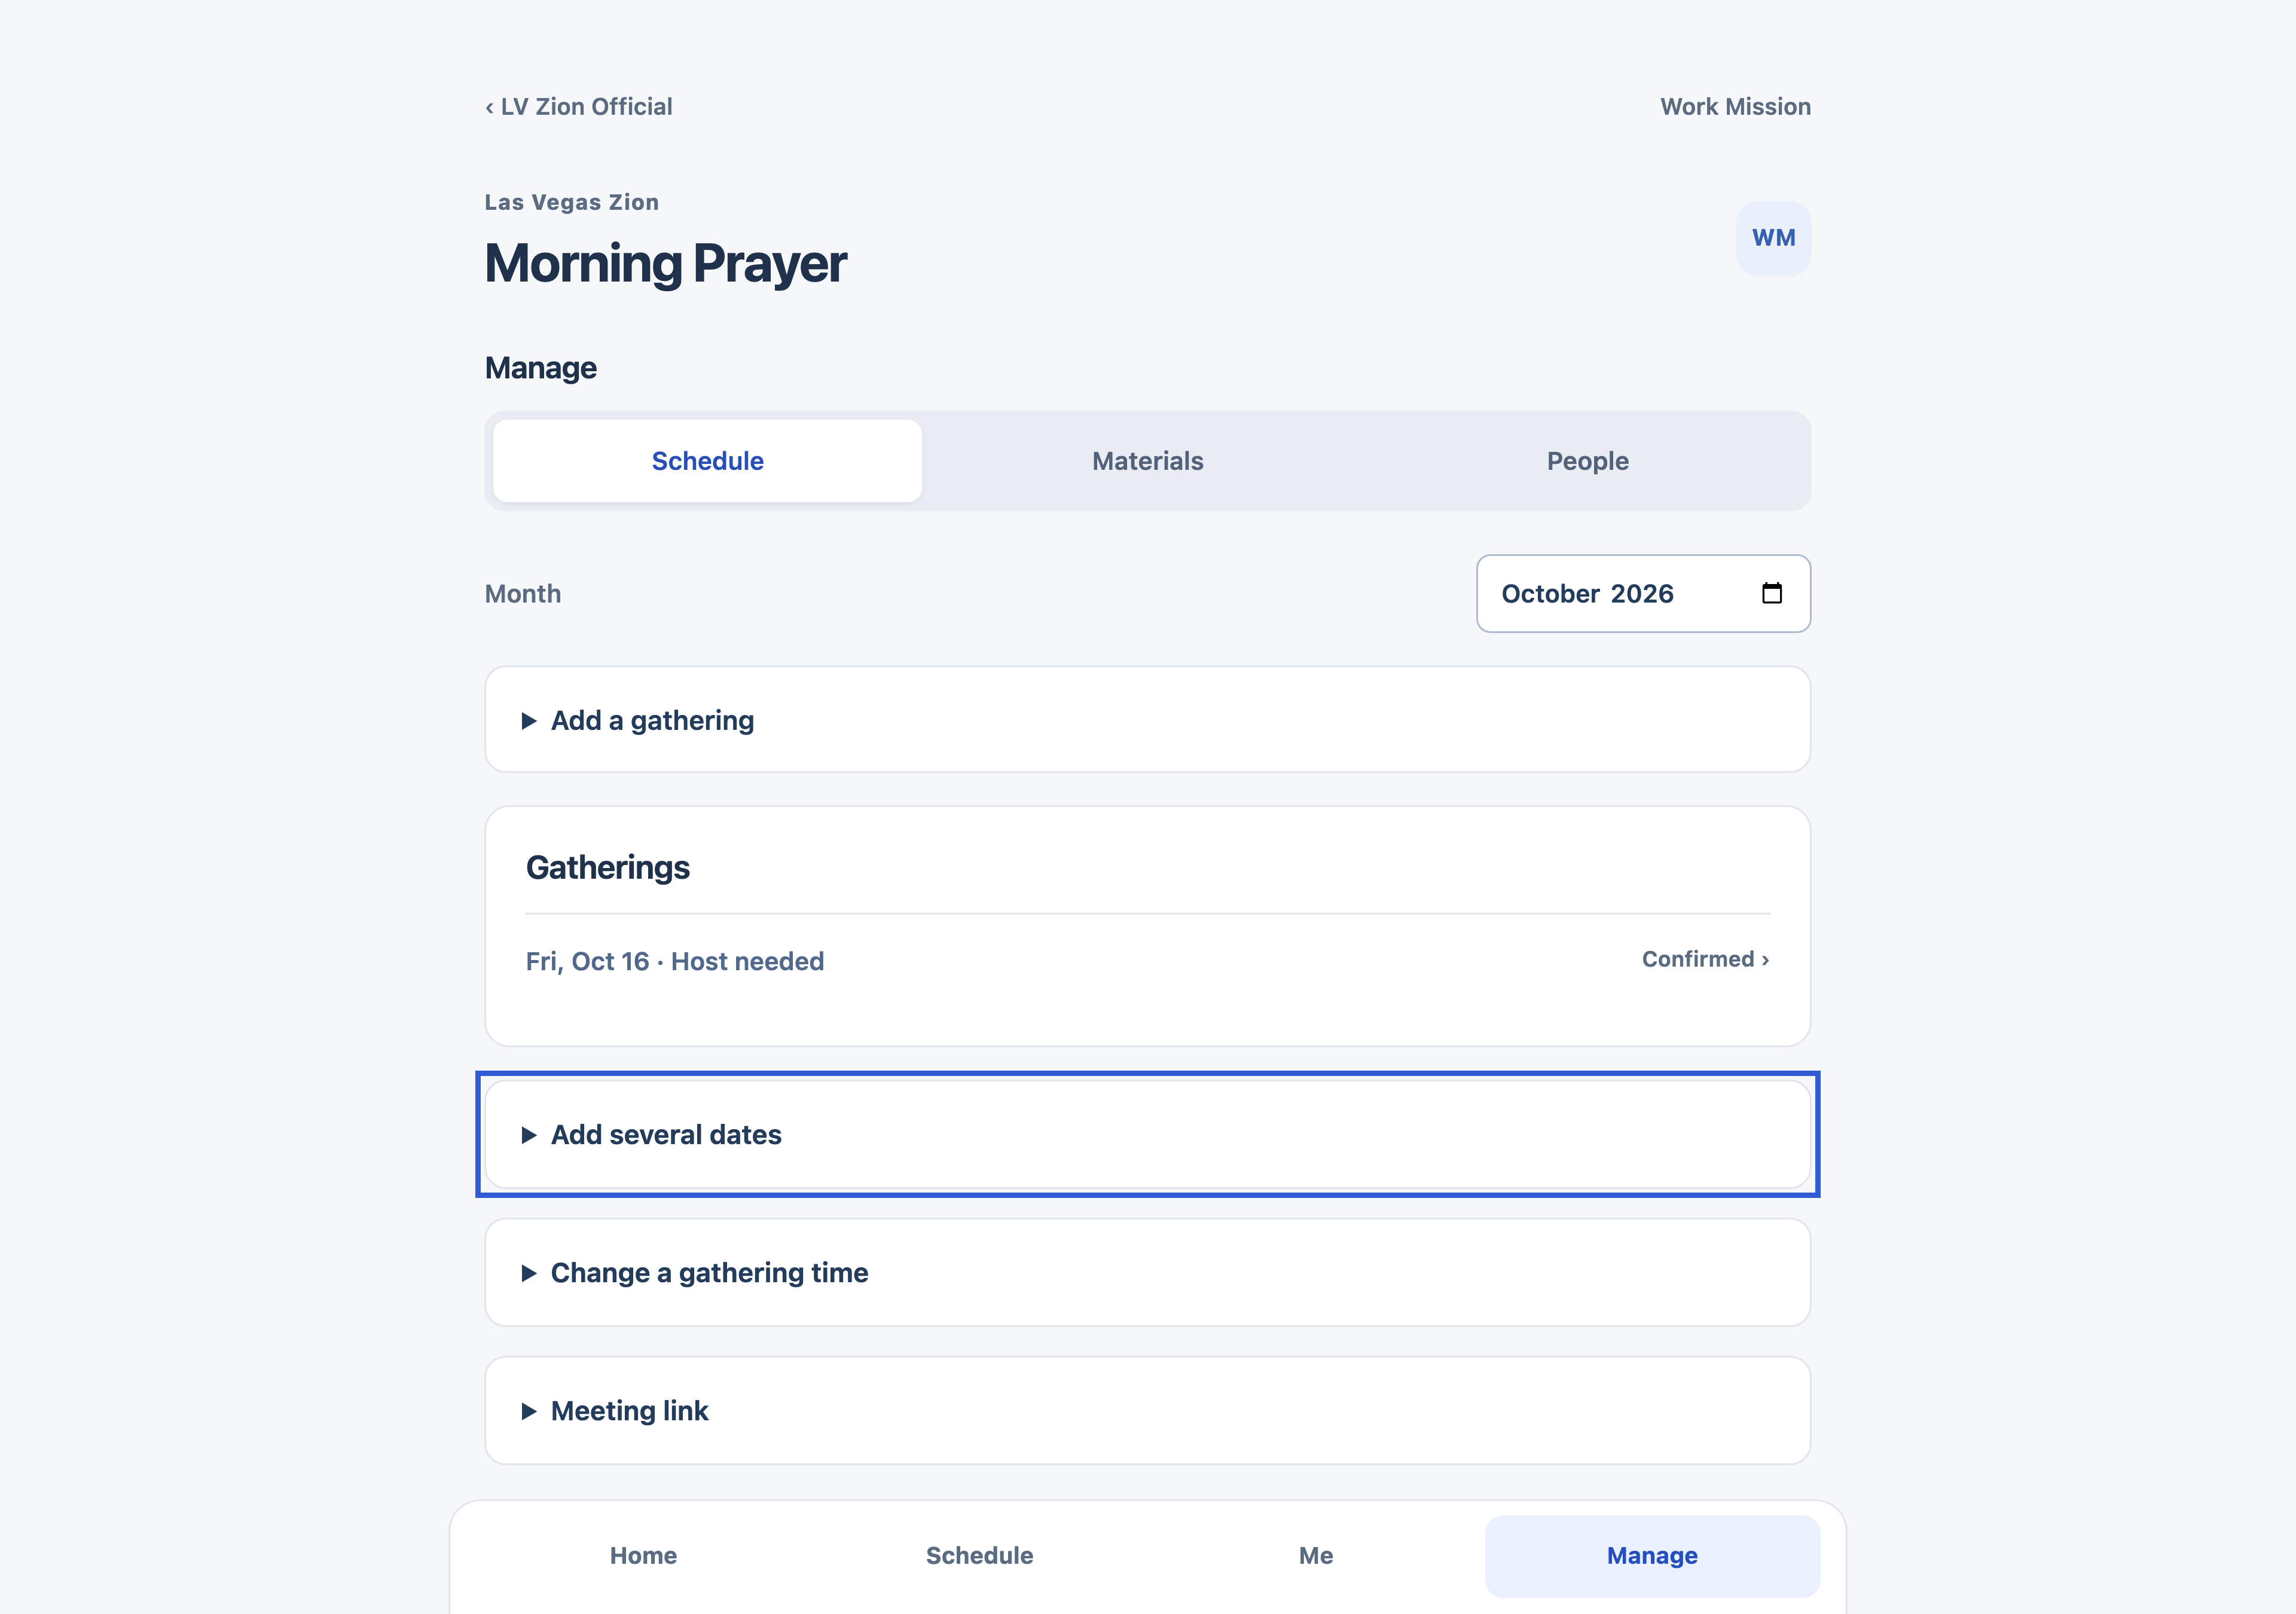 ‹ LV Zion Official
Work Mission
Las Vegas Zion
Morning Prayer
WM
Manage
Schedule
Materials
People
Month
October 2026
▶ Add a gathering
Gatherings
Fri, Oct 16 · Host needed
Confirmed ›
▶ Add several dates
▶ Change a gathering time
▶ Meeting link
Home
Schedule
Me
Manage